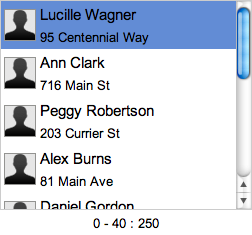 Lucille Wagner
95 Centennial Way
Ann Clark
716 Main St
Peggy Robertson
203 Currier St
Alex Burns
81 Main Ave
Daniel Gordon
0 - 40 : 250